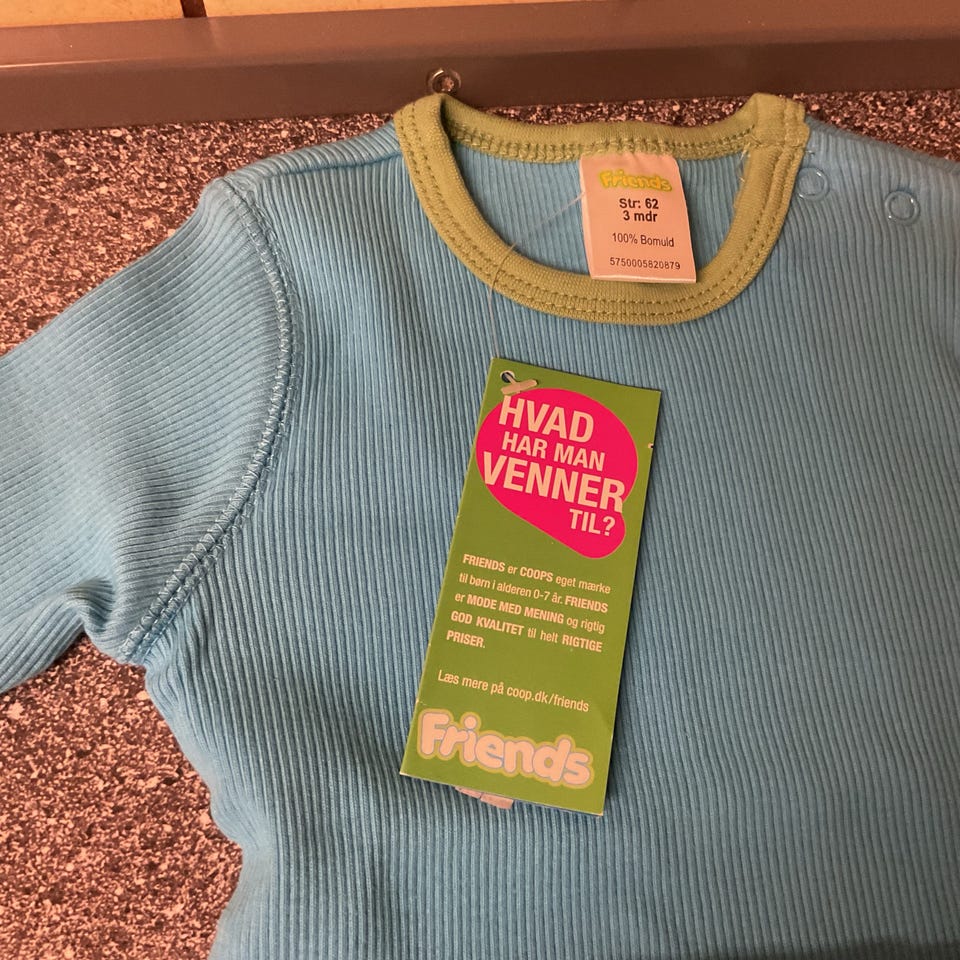 Friends
Str: 62
3 mdr
100% Bomuld
5750005820879
HVAD
HAR MAN
VENNER
TIL?
FRIENDS er COOPS eget mærke
til børn i alderen 0-7 år. FRIENDS
er MODE MED MENING og rigtig
GOD KVALITET til helt RIGTIGE
PRISER.
Læs mere på coop.dk/friends
Friends